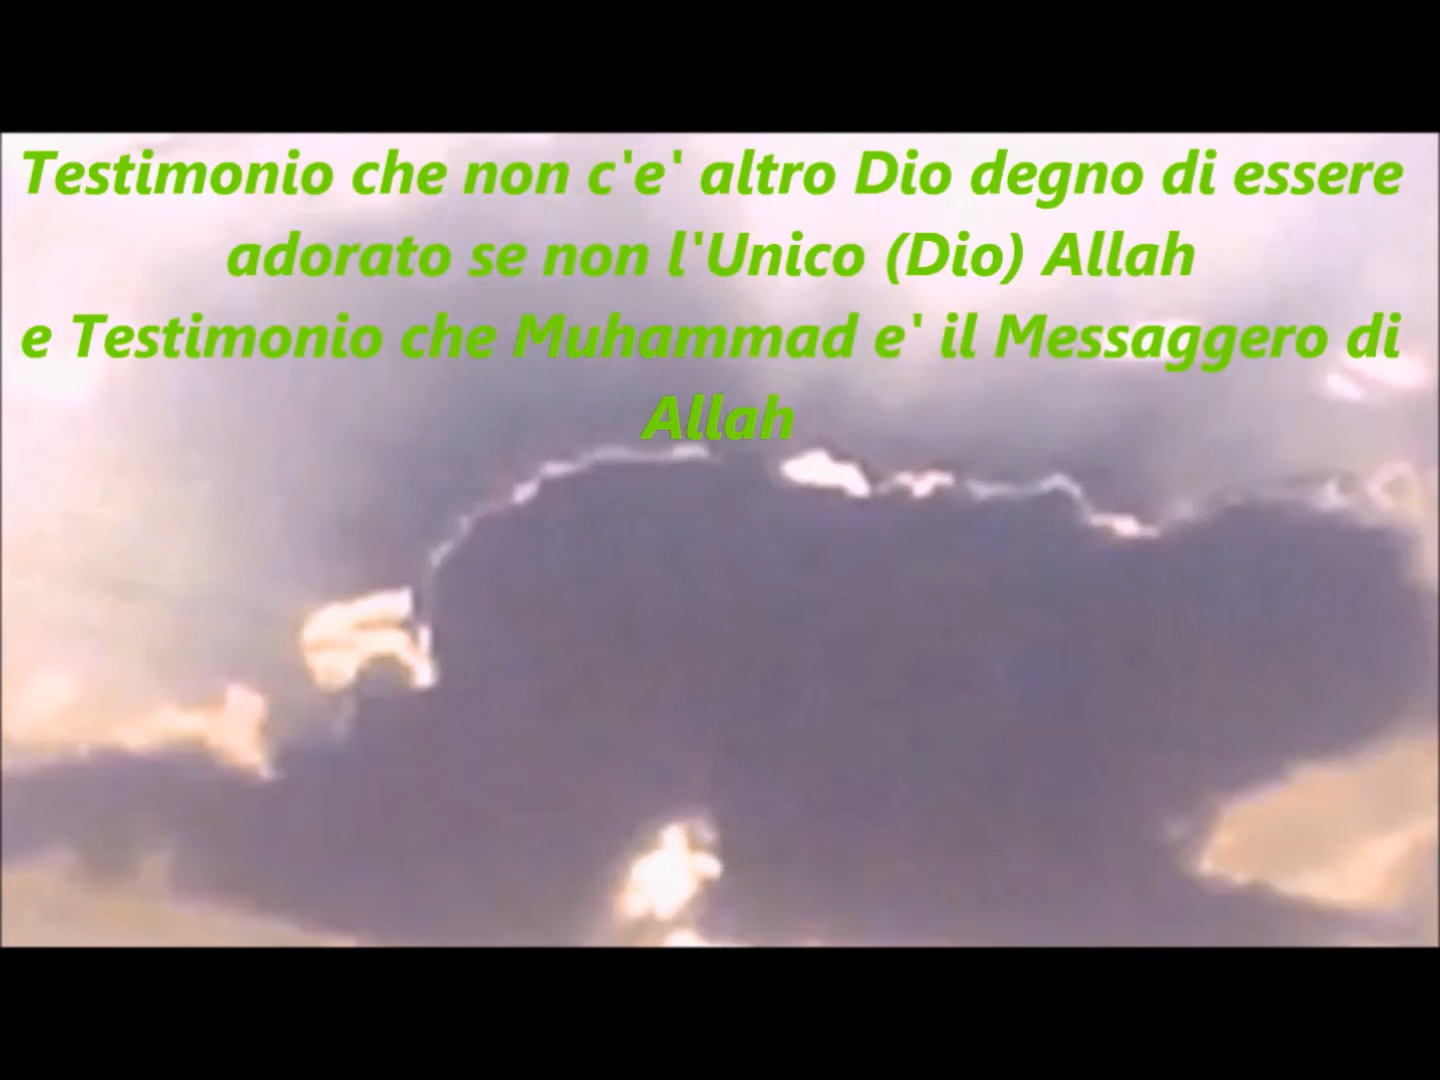 Testimonio che non c'e' altro Dio degno di essere
adorato se non l'Unico (Dio) Allah
e Testimonio che Muhammad e' il Messaggero di
Allah